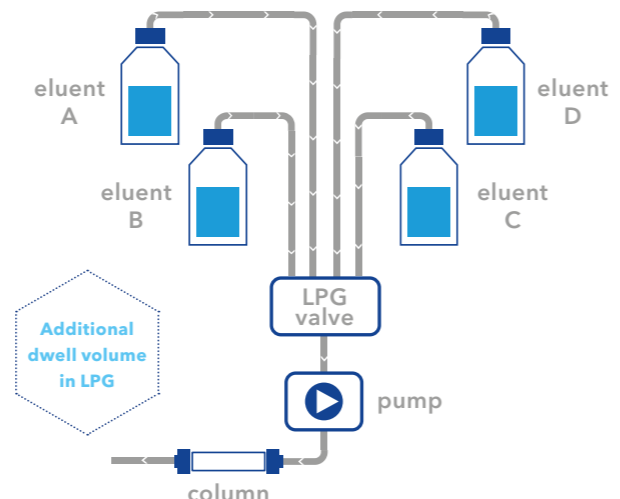 eluent
A
eluent
B
eluent
D
eluent
C
LPG
valve
Additional
dwell volume
in LPG
pump
column